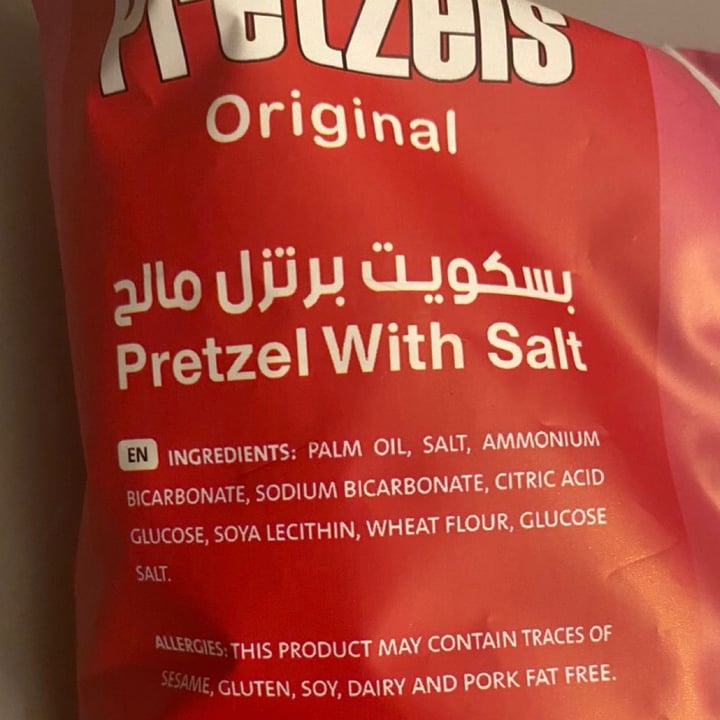 Pretzels
Original
بسكويت برتزل مالح
Pretzel With Salt
EN INGREDIENTS: PALM OIL, SALT, AMMONIUM
BICARBONATE, SODIUM BICARBONATE, CITRIC ACID
GLUCOSE, SOYA LECITHIN, WHEAT FLOUR, GLUCOSE
SALT.
ALLERGIES: THIS PRODUCT MAY CONTAIN TRACES OF
SESAME, GLUTEN, SOY, DAIRY AND PORK FAT FREE.